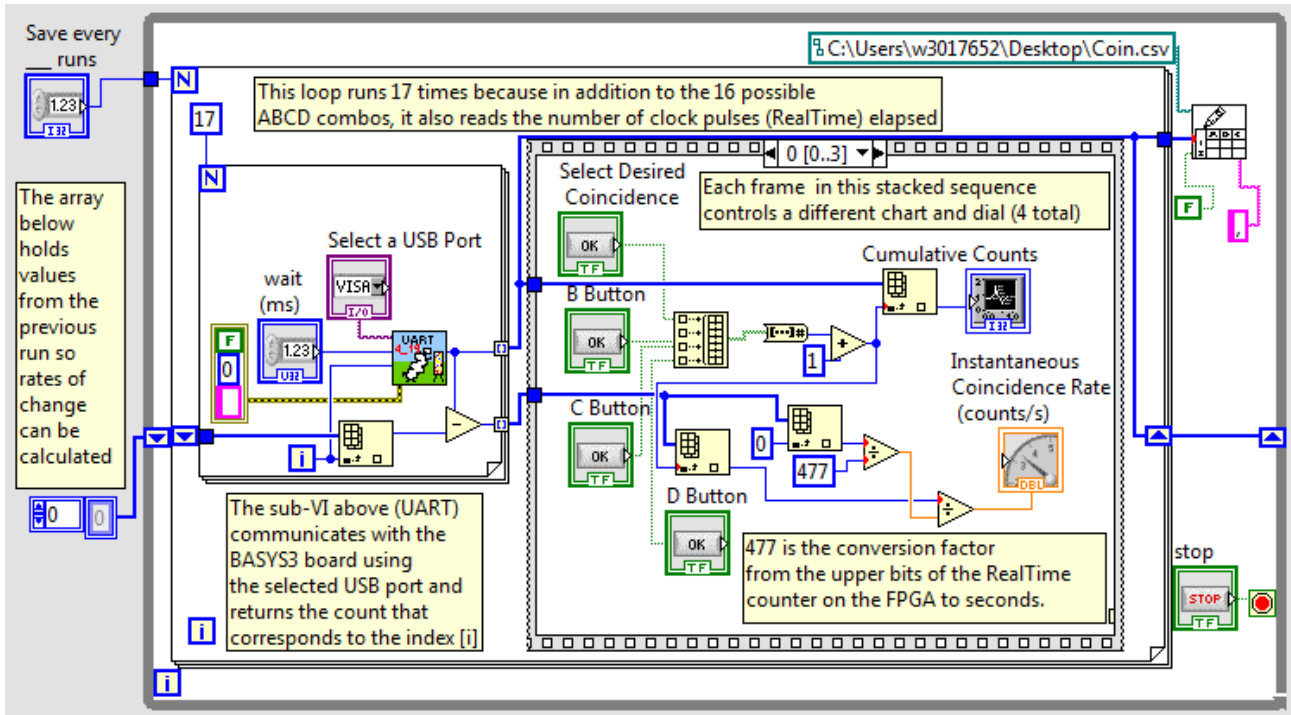 Save every
___ runs
1.23
I32
The array
below
holds
values
from the
previous
run so
rates of
change
can be
calculated
0
0
N
17
N
This loop runs 17 times because in addition to the 16 possible
ABCD combos, it also reads the number of clock pulses (RealTime) elapsed
C:\Users\w3017652\Desktop\Coin.csv
F
,
Select a USB Port
VISA
I/O
wait
(ms)
1.23
U32
F
0
UART
i
The sub-VI above (UART)
communicates with the
BASYS3 board using
the selected USB port and
returns the count that
corresponds to the index [i]
i
i
0 [0..3]
Select Desired
Coincidence
OK
TF
Each frame in this stacked sequence
controls a different chart and dial (4 total)
B Button
OK
TF
C Button
OK
TF
D Button
OK
TF
Cumulative Counts
I32
1
Instantaneous
Coincidence Rate
(counts/s)
DBL
0
477
477 is the conversion factor
from the upper bits of the RealTime
counter on the FPGA to seconds.
stop
STOP
TF